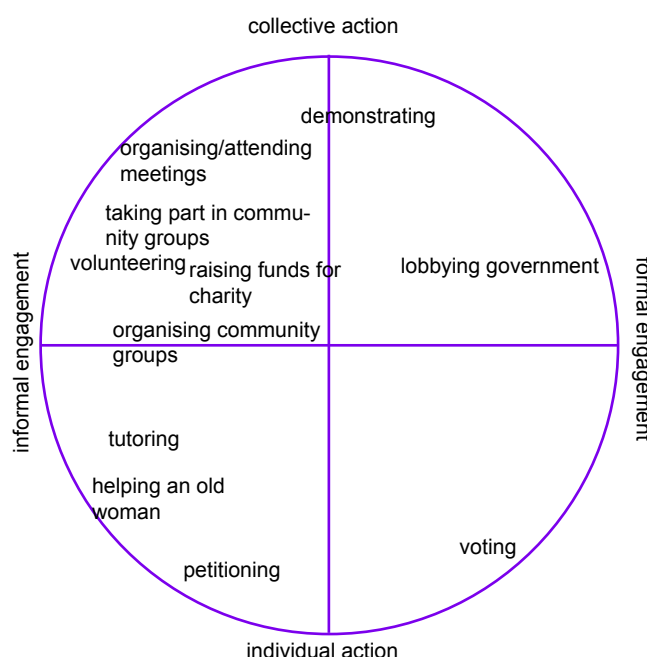 collective action
demonstrating
organising/attending
meetings
taking part in commu-
nity groups
volunteering
raising funds for
charity
lobbying government
informal engagement
formal engagement
organising community
groups
tutoring
helping an old
woman
petitioning
voting
individual action